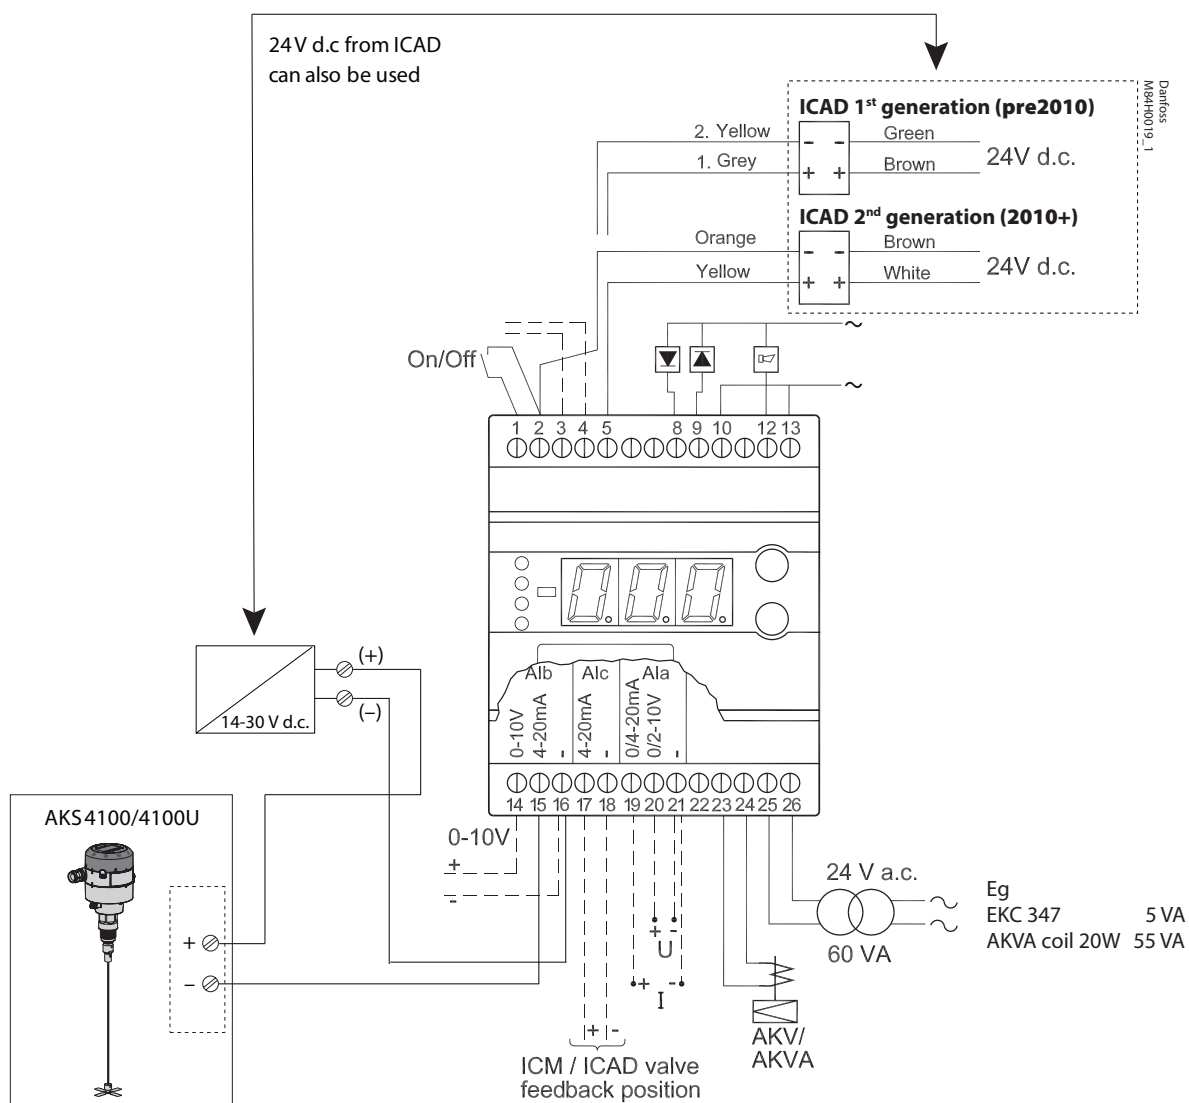 24 V d.c from ICAD
can also be used
Danfoss
M84H0019_1
ICAD 1st generation (pre2010)
2. Yellow
- -
Green
1. Grey
+ +
Brown
24V d.c.
ICAD 2nd generation (2010+)
Orange
- -
Brown
Yellow
+ +
White
24V d.c.
~
On/Off
~
1 2 3 4 5 8 9 10 12 13
0.0.0.
AIb AIc AIa
0-10V
4-20mA
-
4-20mA
-
0/4-20mA
0/2-10V
-
14 15 16 17 18 19 20 21 22 23 24 25 26
(+)
(–)
14-30 V d.c.
AKS 4100/4100U
+
–
0-10V
+
-
+ -
U
+ -
I
+ -
ICM / ICAD valve
feedback position
AKV/
AKVA
24 V a.c.
60 VA
~
~
Eg
EKC 347 5 VA
AKVA coil 20W 55 VA